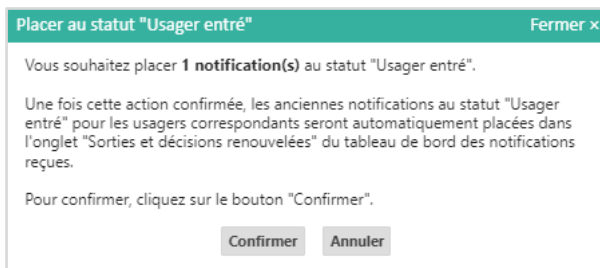 Placer au statut "Usager entré" Fermer ×
Vous souhaitez placer 1 notification(s) au statut "Usager entré".
Une fois cette action confirmée, les anciennes notifications au statut "Usager
entré" pour les usagers correspondants seront automatiquement placées dans
l'onglet "Sorties et décisions renouvelées" du tableau de bord des notifications
reçues.
Pour confirmer, cliquez sur le bouton "Confirmer".
Confirmer Annuler